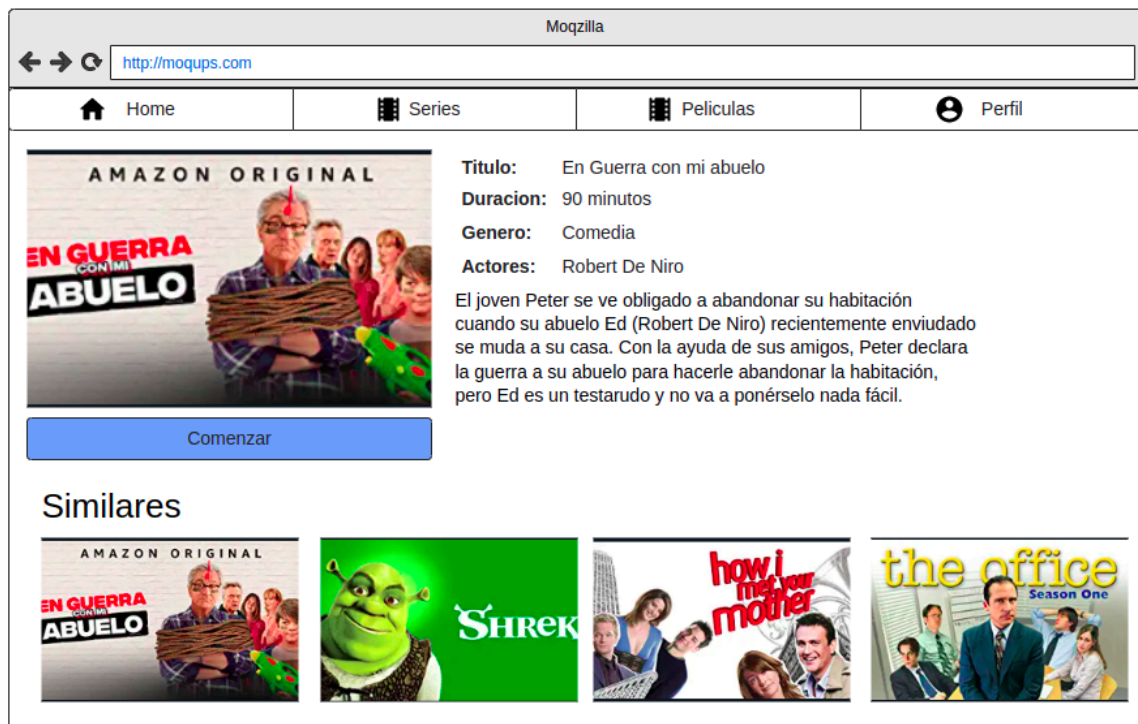 Moqzilla
http://moqups.com
Home
Series
Peliculas
Perfil
AMAZON ORIGINAL
EN GUERRA
CON MI
ABUELO
Titulo: En Guerra con mi abuelo
Duracion: 90 minutos
Genero: Comedia
Actores: Robert De Niro
El joven Peter se ve obligado a abandonar su habitación
cuando su abuelo Ed (Robert De Niro) recientemente enviudado
se muda a su casa. Con la ayuda de sus amigos, Peter declara
la guerra a su abuelo para hacerle abandonar la habitación,
pero Ed es un testarudo y no va a ponérselo nada fácil.
Comenzar
Similares
AMAZON ORIGINAL
EN GUERRA
CON MI
ABUELO
SHREK
how i
met your
mother
the office
Season One